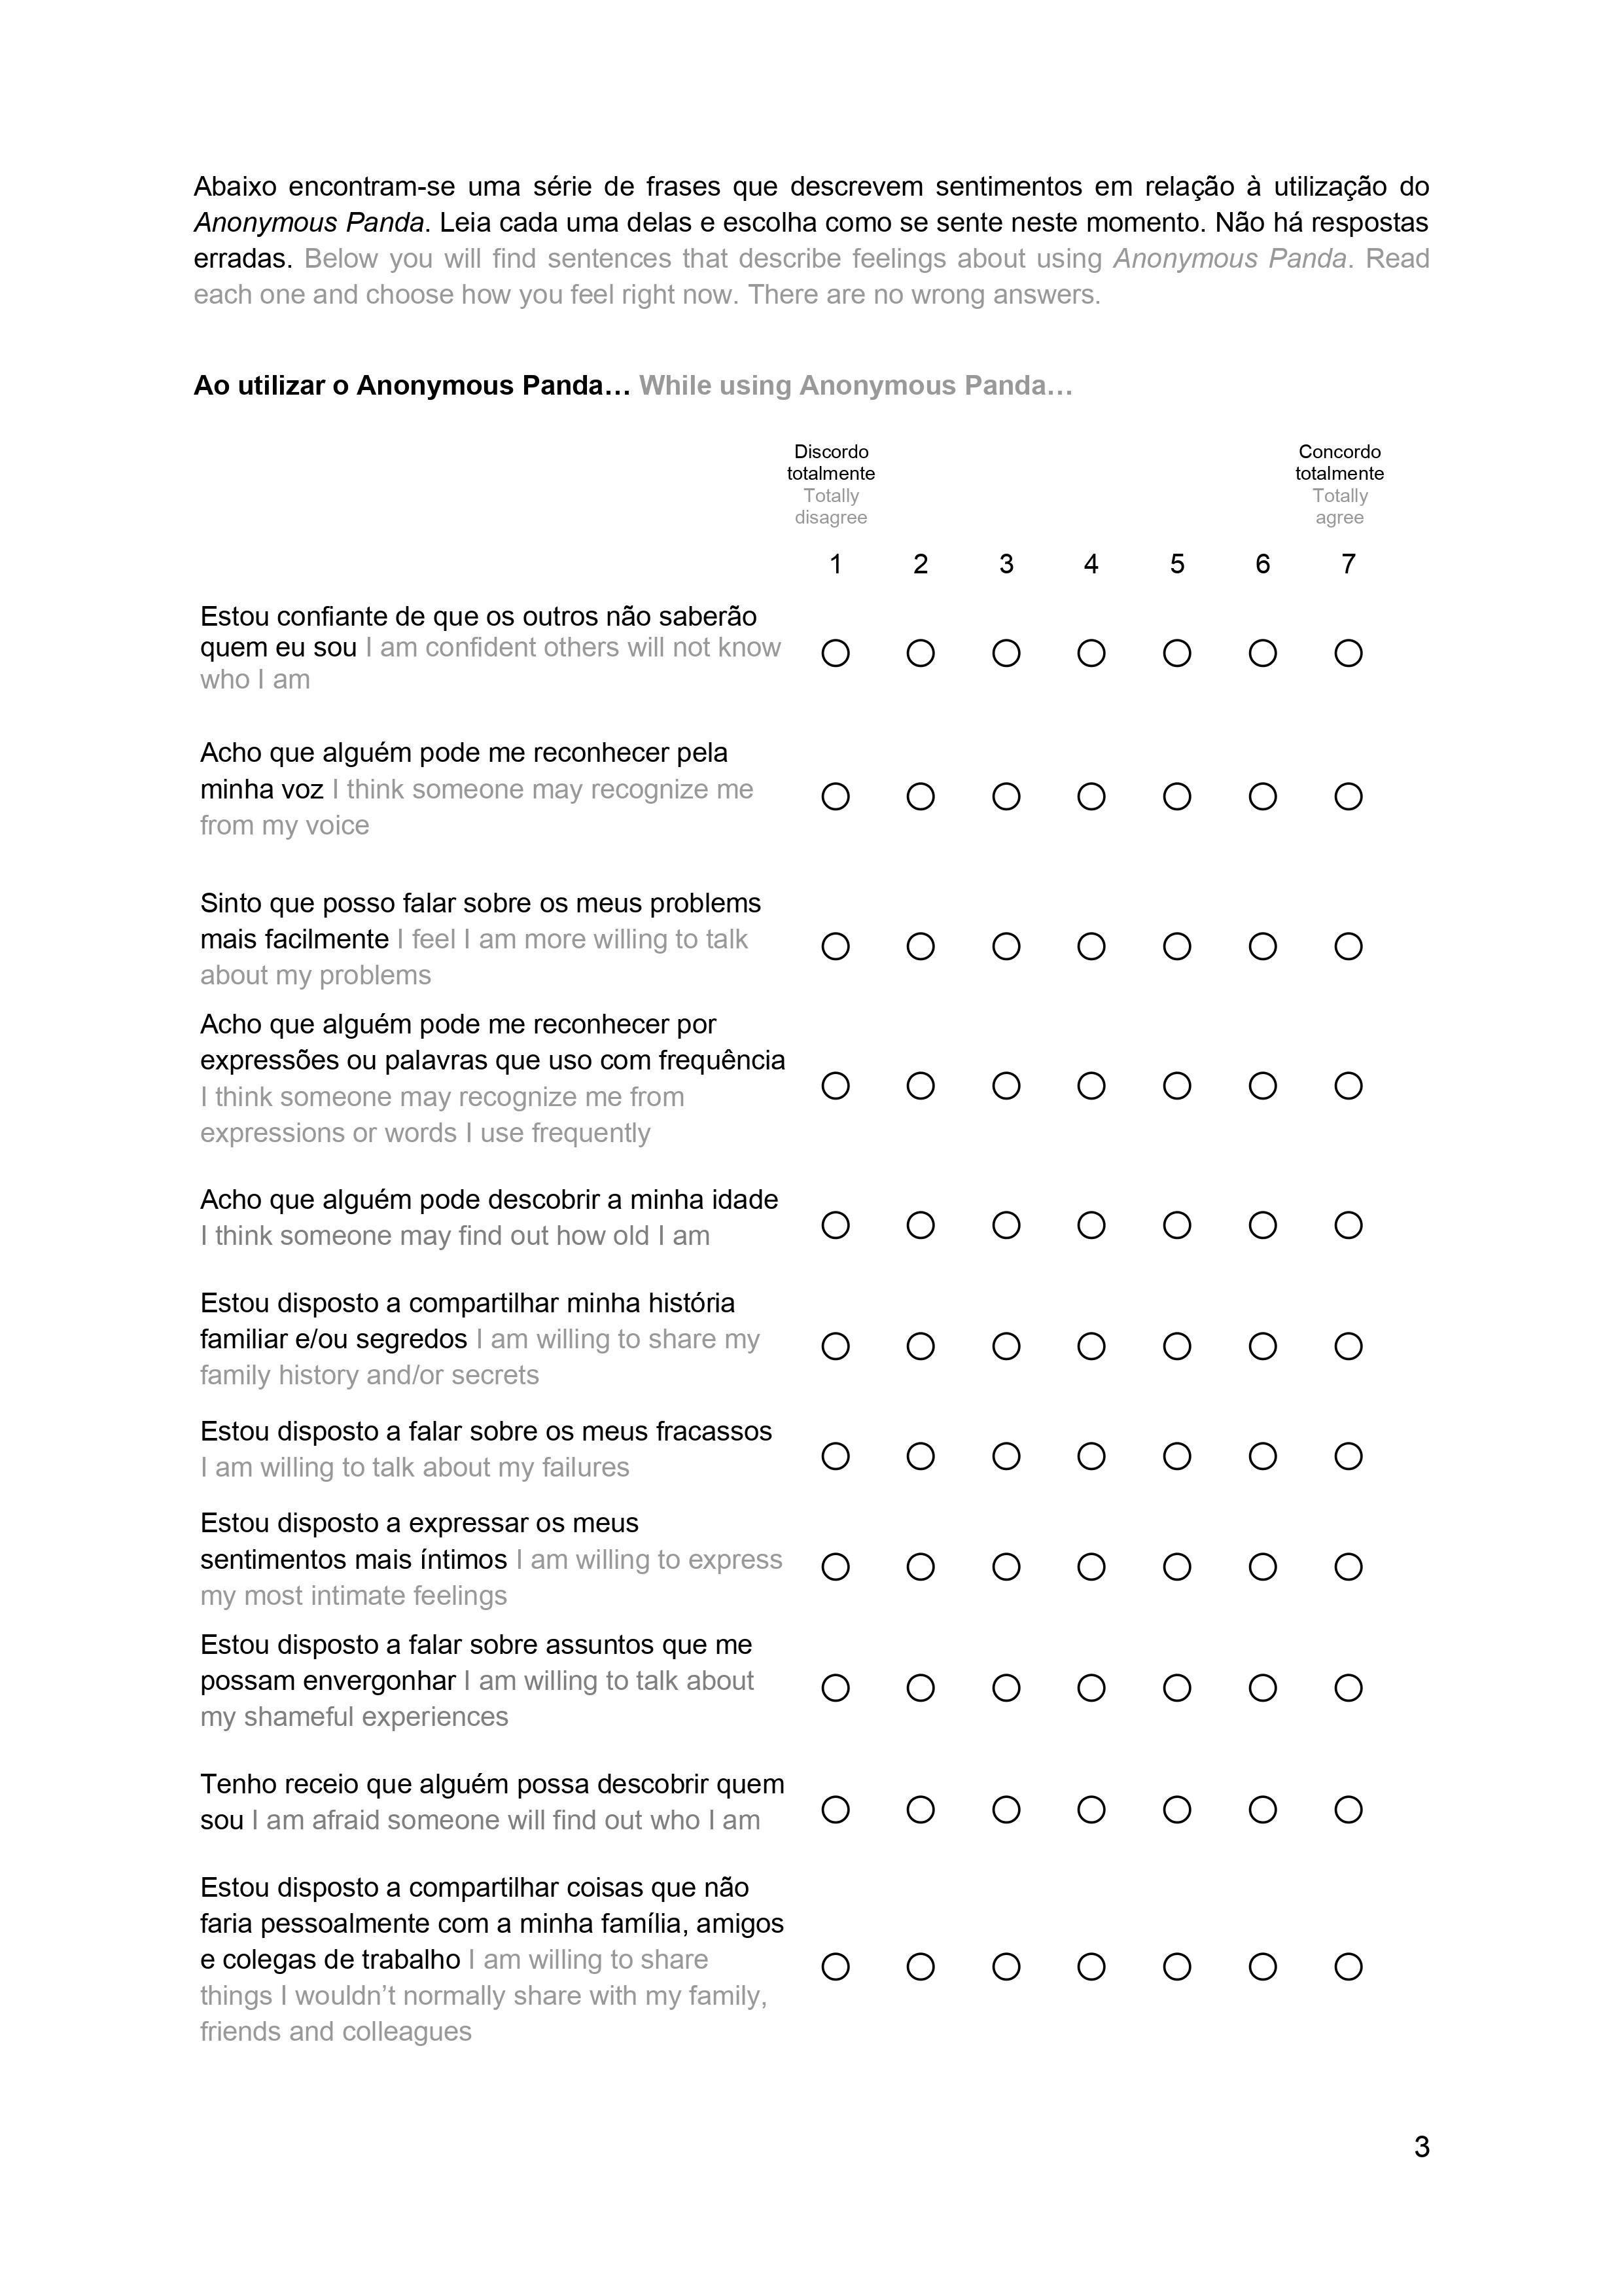 Abaixo encontram-se uma série de frases que descrevem sentimentos em relação à utilização do
Anonymous Panda. Leia cada uma delas e escolha como se sente neste momento. Não há respostas
erradas. Below you will find sentences that describe feelings about using Anonymous Panda. Read
each one and choose how you feel right now. There are no wrong answers.
Ao utilizar o Anonymous Panda… While using Anonymous Panda…
Discordo
totalmente
Totally
disagree
Concordo
totalmente
Totally
agree
1 2 3 4 5 6 7
Estou confiante de que os outros não saberão
quem eu sou I am confident others will not know
who I am
Acho que alguém pode me reconhecer pela
minha voz I think someone may recognize me
from my voice
Sinto que posso falar sobre os meus problems
mais facilmente I feel I am more willing to talk
about my problems
Acho que alguém pode me reconhecer por
expressões ou palavras que uso com frequência
I think someone may recognize me from
expressions or words I use frequently
Acho que alguém pode descobrir a minha idade
I think someone may find out how old I am
Estou disposto a compartilhar minha história
familiar e/ou segredos I am willing to share my
family history and/or secrets
Estou disposto a falar sobre os meus fracassos
I am willing to talk about my failures
Estou disposto a expressar os meus
sentimentos mais íntimos I am willing to express
my most intimate feelings
Estou disposto a falar sobre assuntos que me
possam envergonhar I am willing to talk about
my shameful experiences
Tenho receio que alguém possa descobrir quem
sou I am afraid someone will find out who I am
Estou disposto a compartilhar coisas que não
faria pessoalmente com a minha família, amigos
e colegas de trabalho I am willing to share
things I wouldn’t normally share with my family,
friends and colleagues
3